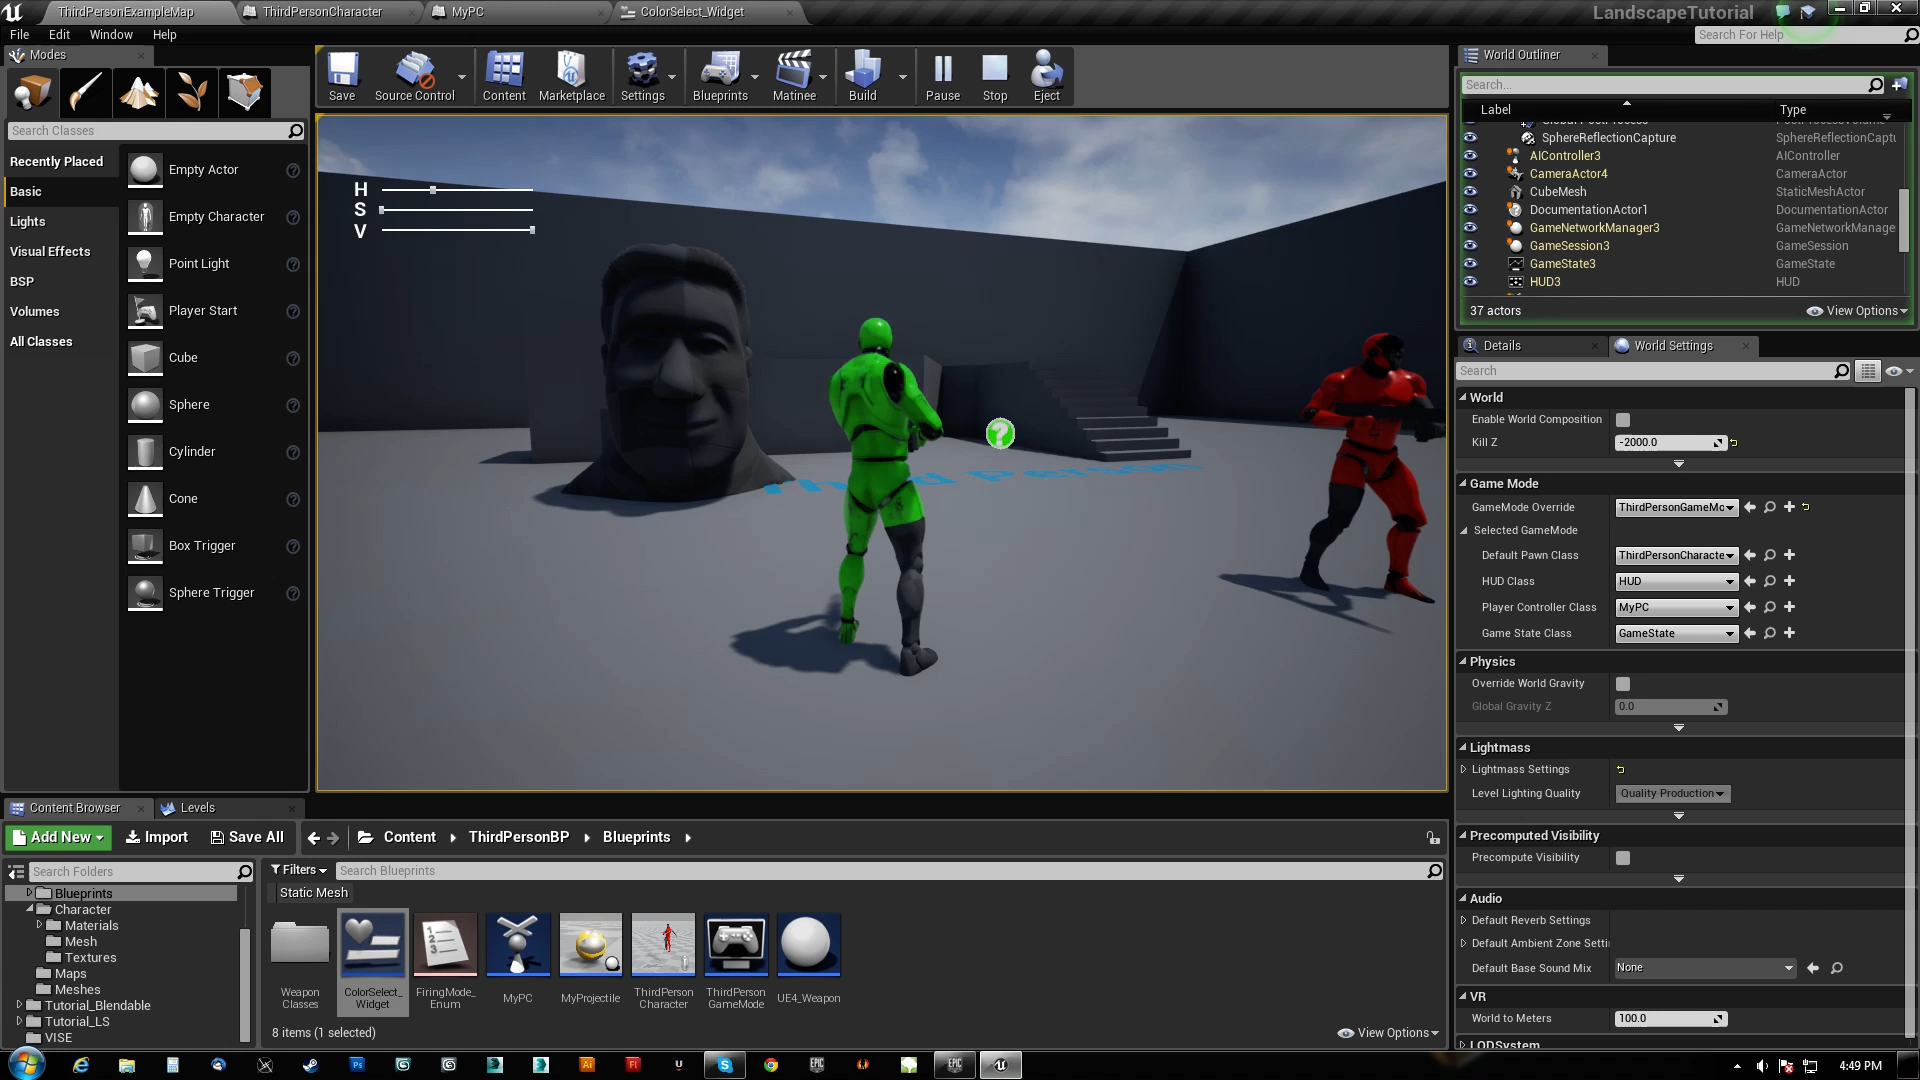 ThirdPersonExampleMap
ThirdPersonCharacter
MyPC
ColorSelect_Widget
LandscapeTutorial
File Edit Window Help
Search For Help
Modes
Save
Source Control
Content
Marketplace
Settings
Blueprints
Matinee
Build
Pause
Stop
Eject
Search Classes
Recently Placed
Basic
Lights
Visual Effects
BSP
Volumes
All Classes
Empty Actor
Empty Character
Point Light
Player Start
Cube
Sphere
Cylinder
Cone
Box Trigger
Sphere Trigger
H
S
V
World Outliner
Search...
Label Type
SphereReflectionCapture SphereReflectionCaptu
AIController3 AIController
CameraActor4 CameraActor
CubeMesh StaticMeshActor
DocumentationActor1 DocumentationActor
GameNetworkManager3 GameNetworkManage
GameSession3 GameSession
GameState3 GameState
HUD3 HUD
37 actors View Options
Details World Settings
Search
World
Enable World Composition
Kill Z -2000.0
Game Mode
GameMode Override ThirdPersonGameMo
Selected GameMode
Default Pawn Class ThirdPersonCharacte
HUD Class HUD
Player Controller Class MyPC
Game State Class GameState
Physics
Override World Gravity
Global Gravity Z 0.0
Lightmass
Lightmass Settings
Level Lighting Quality Quality Production
Precomputed Visibility
Precompute Visibility
Audio
Default Reverb Settings
Default Ambient Zone Setti
Default Base Sound Mix None
VR
World to Meters 100.0
LODSystem
Content Browser Levels
Add New Import Save All Content ThirdPersonBP Blueprints
Search Folders
Filters Search Blueprints
Static Mesh
Blueprints
Character
Materials
Mesh
Textures
Maps
Meshes
Tutorial_Blendable
Tutorial_LS
VISE
Weapon
Classes
ColorSelect_
Widget
FiringMode_
Enum
MyPC
MyProjectile
ThirdPerson
Character
ThirdPerson
GameMode
UE4_Weapon
8 items (1 selected) View Options
4:49 PM